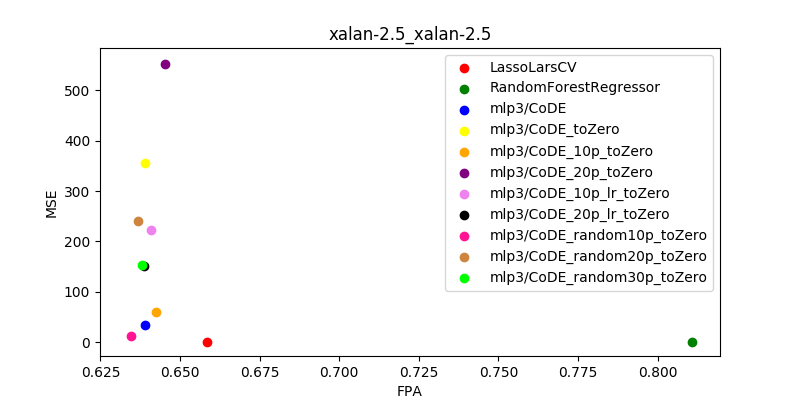 xalan-2.5_xalan-2.5
MSE
500
400
300
200
100
0
LassoLarsCV
RandomForestRegressor
mlp3/CoDE
mlp3/CoDE_toZero
mlp3/CoDE_10p_toZero
mlp3/CoDE_20p_toZero
mlp3/CoDE_10p_lr_toZero
mlp3/CoDE_20p_lr_toZero
mlp3/CoDE_random10p_toZero
mlp3/CoDE_random20p_toZero
mlp3/CoDE_random30p_toZero
0.625 0.650 0.675 0.700 0.725 0.750 0.775 0.800
FPA